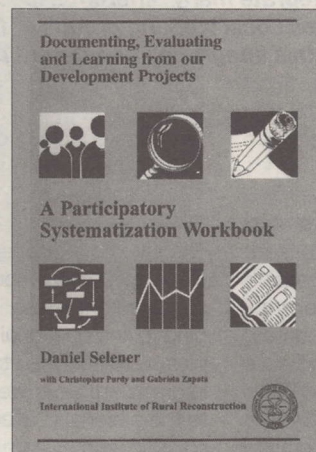 Documenting, Evaluating
and Learning from our
Development Projects
A Participatory
Systematization Workbook
Daniel Selener
with Christopher Purdy and Gabriela Zapata
International Institute of Rural Reconstruction